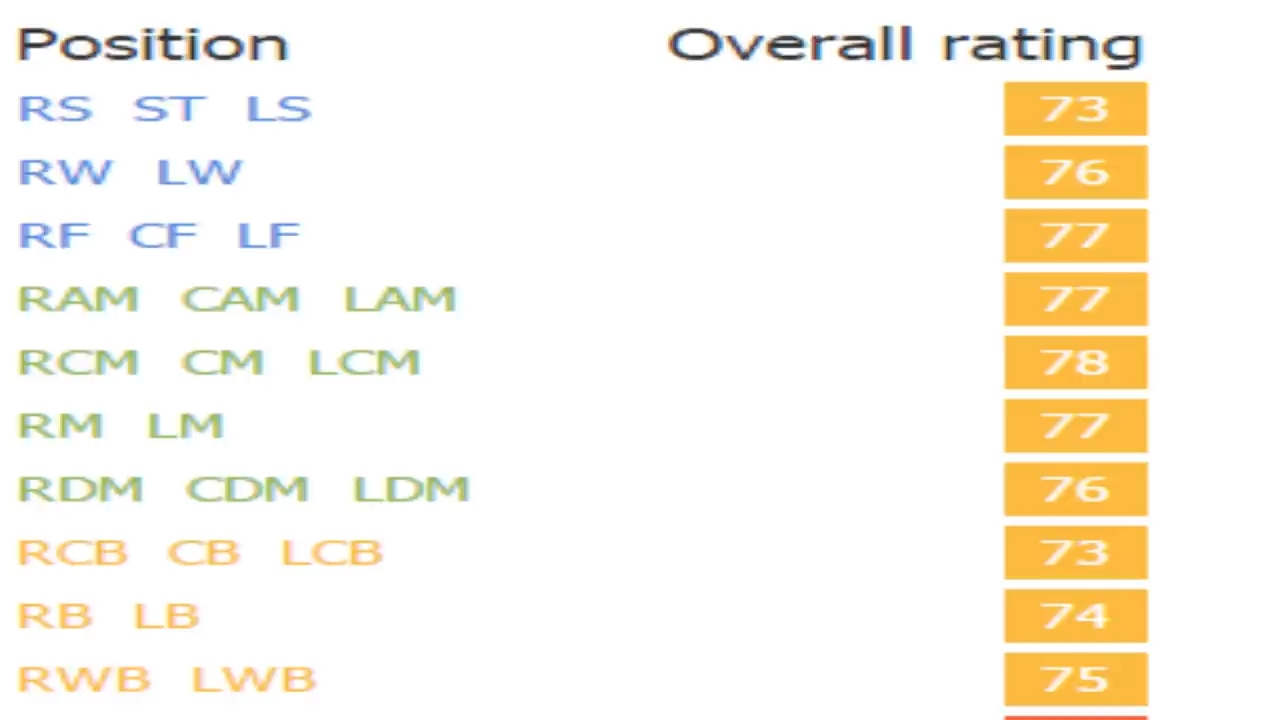 Position Overall rating
RS ST LS 73
RW LW 76
RF CF LF 77
RAM CAM LAM 77
RCM CM LCM 78
RM LM 77
RDM CDM LDM 76
RCB CB LCB 73
RB LB 74
RWB LWB 75